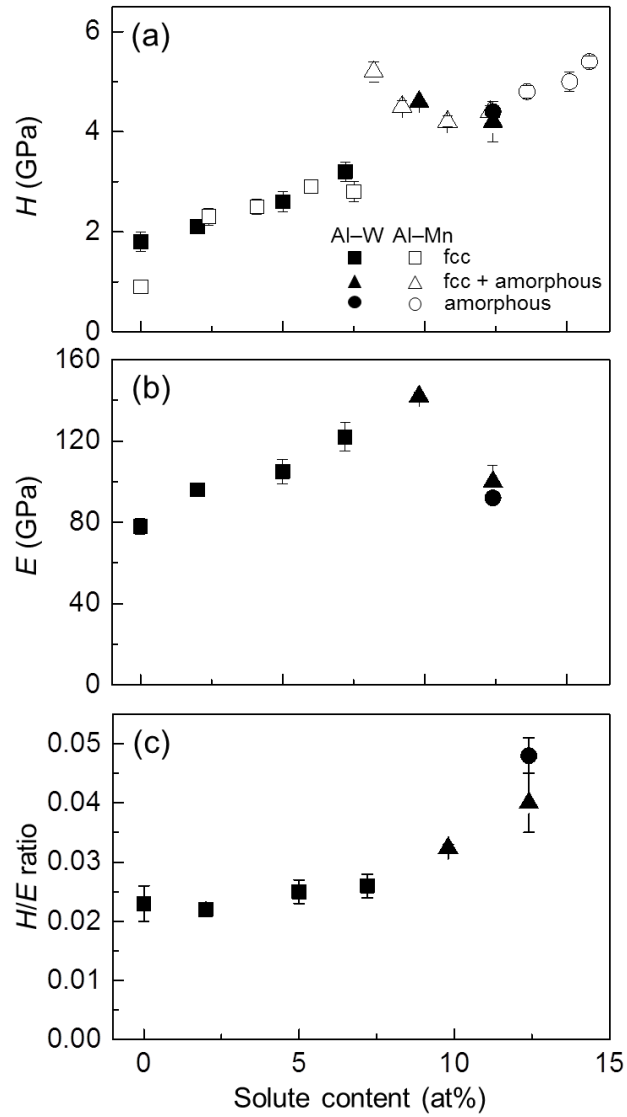 (a)
6
4
2
0
H (GPa)
Al–W Al–Mn
fcc
fcc + amorphous
amorphous
(b)
160
120
80
40
0
E (GPa)
(c)
0.05
0.04
0.03
0.02
0.01
0.00
H/E ratio
0 5 10 15
Solute content (at%)